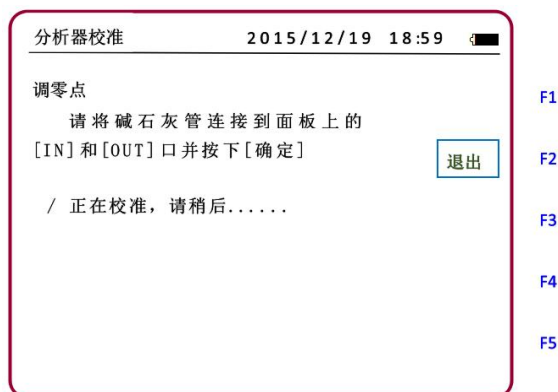 分析器校准 2015/12/19 18:59
调零点
请将碱石灰管连接到面板上的
[IN]和[OUT]口并按下[确定]
退出
/ 正在校准，请稍后......
F1
F2
F3
F4
F5